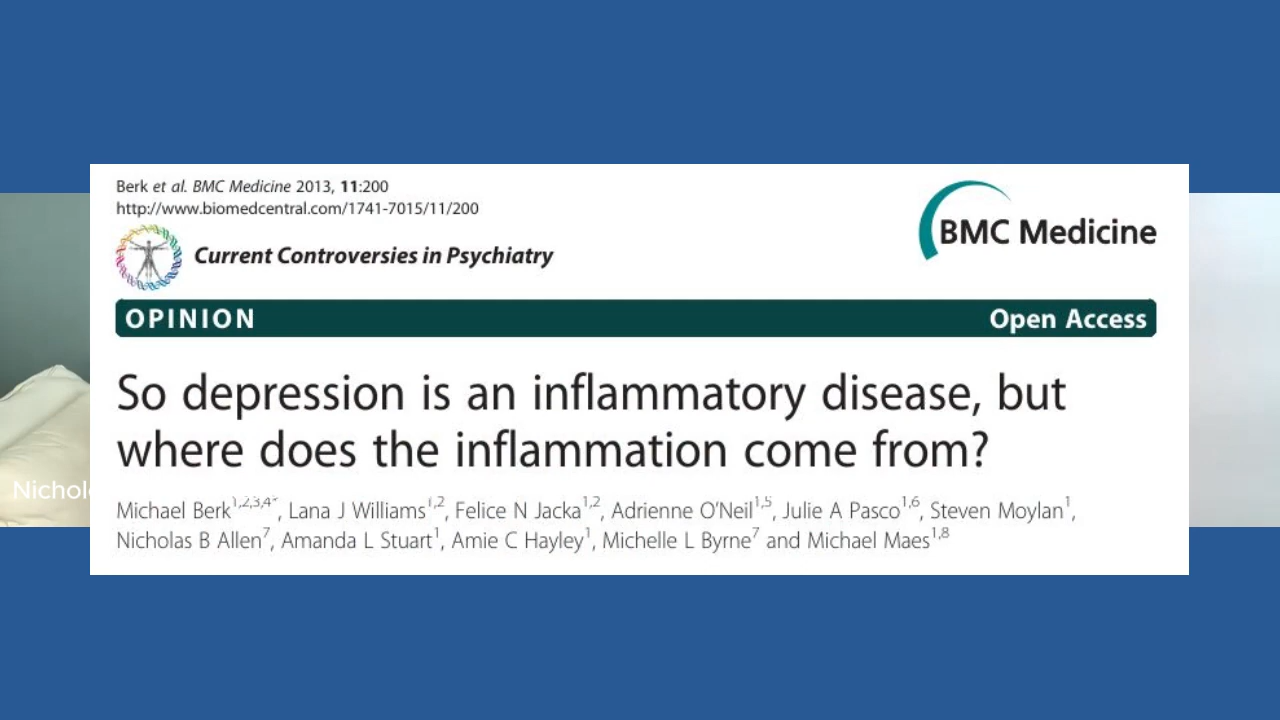 Berk et al. BMC Medicine 2013, 11:200
http://www.biomedcentral.com/1741-7015/11/200
Current Controversies in Psychiatry
BMC Medicine
OPINION Open Access
So depression is an inflammatory disease, but
where does the inflammation come from?
Michael Berk1,2,3,4*, Lana J Williams1,2, Felice N Jacka1,2, Adrienne O'Neil1,5, Julie A Pasco1,6, Steven Moylan1,
Nicholas B Allen7, Amanda L Stuart1, Amie C Hayley1, Michelle L Byrne7 and Michael Maes1,8